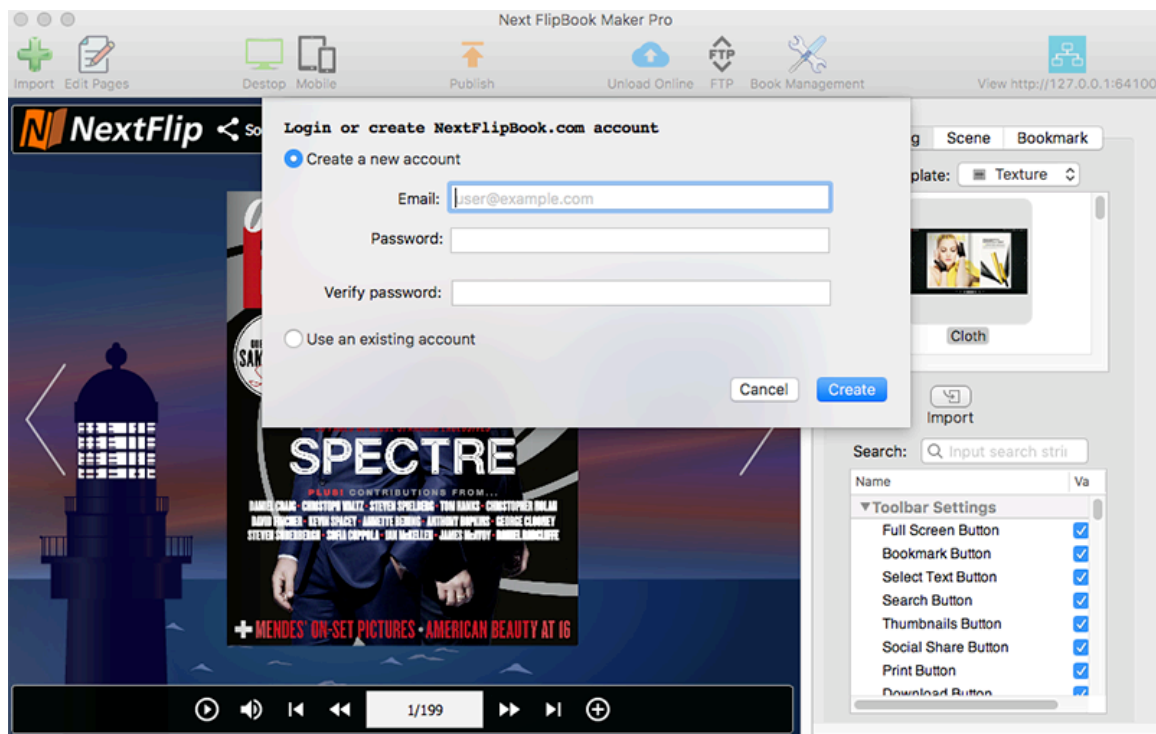 Next FlipBook Maker Pro
Import Edit Pages Destop Mobile Publish Unload Online FTP FTP Book Management View http://127.0.0.1:64100
NextFlip So
Login or create NextFlipBook.com account
Create a new account
Email: user@example.com
Password:
Verify password:
Use an existing account
Cancel Create
g Scene Bookmark
plate: Texture
Cloth
Import
Search: Input search strii
Name Va
Toolbar Settings
Full Screen Button
Bookmark Button
Select Text Button
Search Button
Thumbnails Button
Social Share Button
Print Button
Download Button
SAM
SPECTRE
PLUS! CONTRIBUTIONS FROM...
DANIEL CRAIG · CHRISTOPH WALTZ · STEVEN SPIELBERG · TOM HANKS · CHRISTOPHER NOLAN
DAVID FINCHER · KEVIN SPACEY · ANNETTE BENING · ANTHONY HOPKINS · GEORGE CLOONEY
STEVEN SODERBERGH · SOFIA COPPOLA · IAN McKELLEN · JAMES McAVOY · DANIEL RADCLIFFE
+ MENDES' ON-SET PICTURES · AMERICAN BEAUTY AT 16
1/199